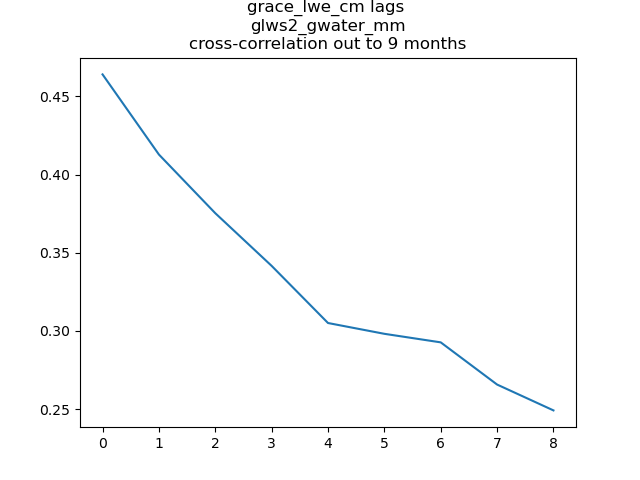 grace_lwe_cm lags
glws2_gwater_mm
cross-correlation out to 9 months
0.45
0.40
0.35
0.30
0.25
0 1 2 3 4 5 6 7 8